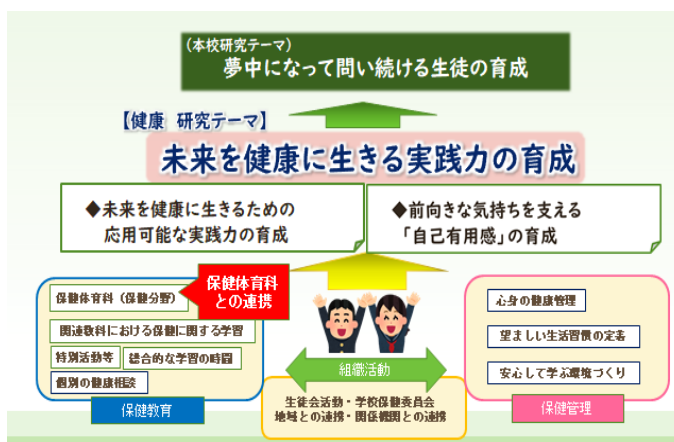 (本校研究テーマ)
夢中になって問い続ける生徒の育成
【健康 研究テーマ】
未来を健康に生きる実践力の育成
◆未来を健康に生きるための
応用可能な実践力の育成
◆前向きな気持ちを支える
「自己有用感」の育成
保健体育科
との連携
保健体育科（保健分野）
関連教科における保健に関する学習
特別活動等
総合的な学習の時間
個別の健康相談
保健教育
組織活動
生徒会活動・学校保健委員会
地域との連携・関係機関との連携
心身の健康管理
望ましい生活習慣の定着
安心して学ぶ環境づくり
保健管理